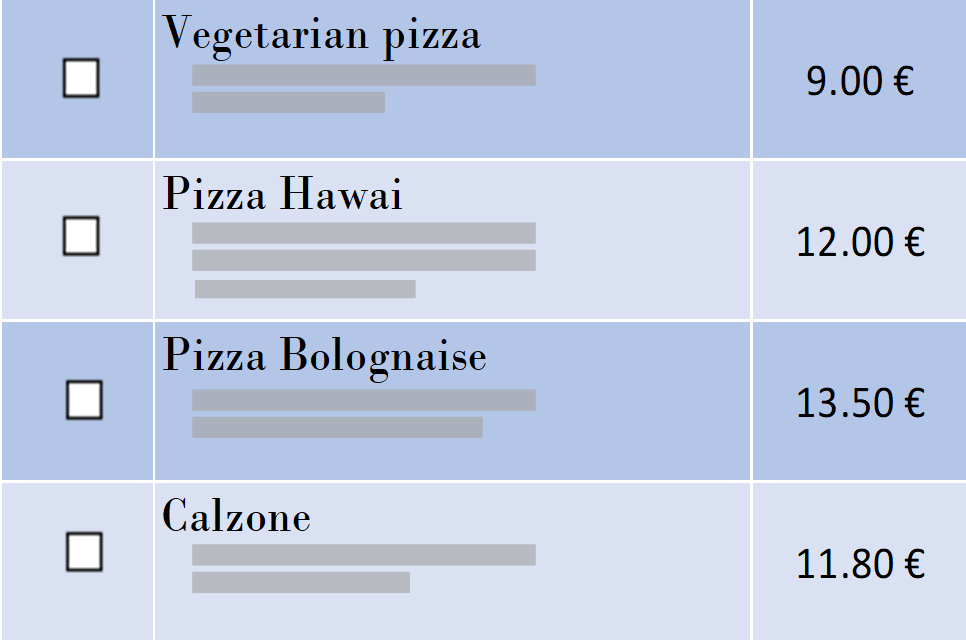 Vegetarian pizza
9.00 €
Pizza Hawai
12.00 €
Pizza Bolognaise
13.50 €
Calzone
11.80 €